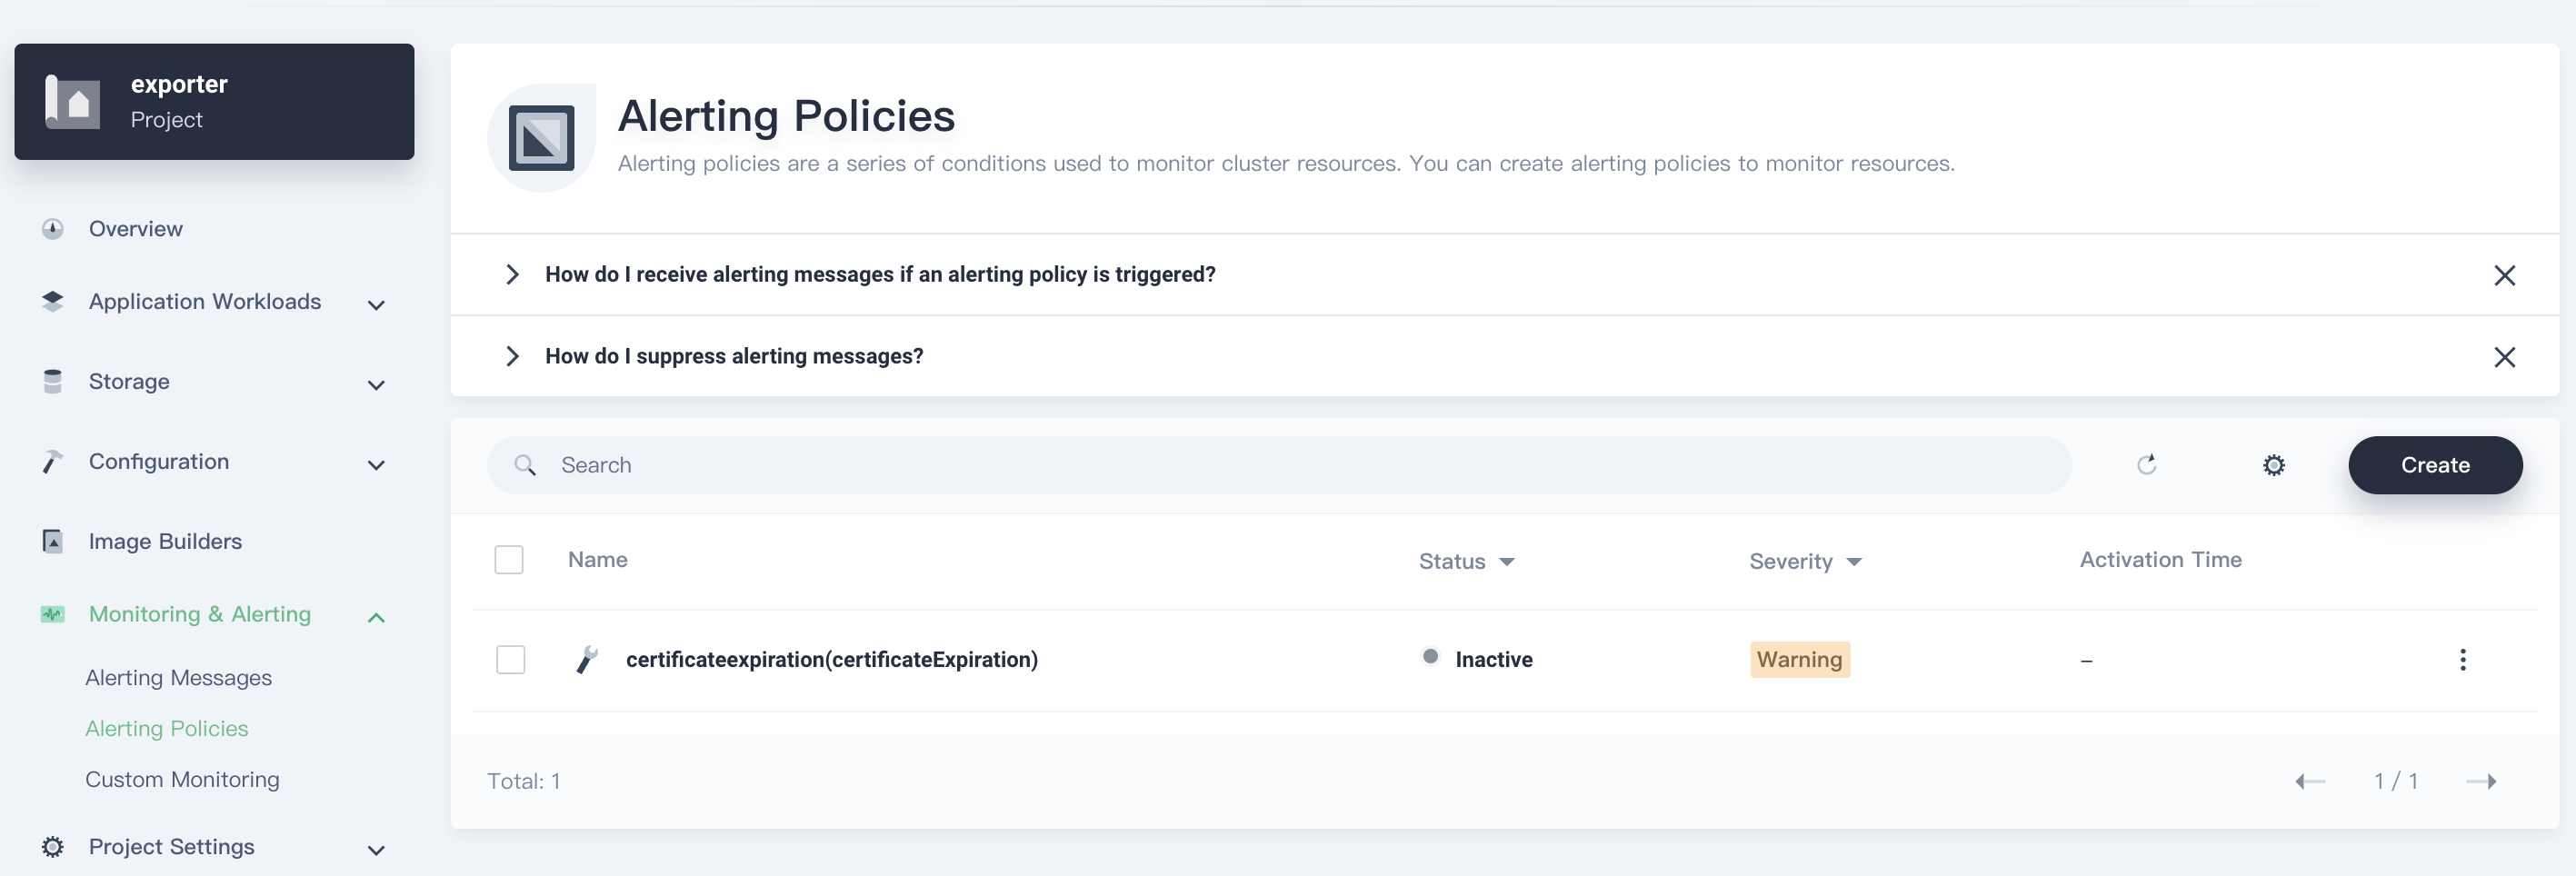 exporter
Project
Overview
Application Workloads
Storage
Configuration
Image Builders
Monitoring & Alerting
Alerting Messages
Alerting Policies
Custom Monitoring
Project Settings
Alerting Policies
Alerting policies are a series of conditions used to monitor cluster resources. You can create alerting policies to monitor resources.
How do I receive alerting messages if an alerting policy is triggered?
How do I suppress alerting messages?
Search
Create
Name Status Severity Activation Time
certificateexpiration(certificateExpiration) Inactive Warning –
Total: 1 1 / 1